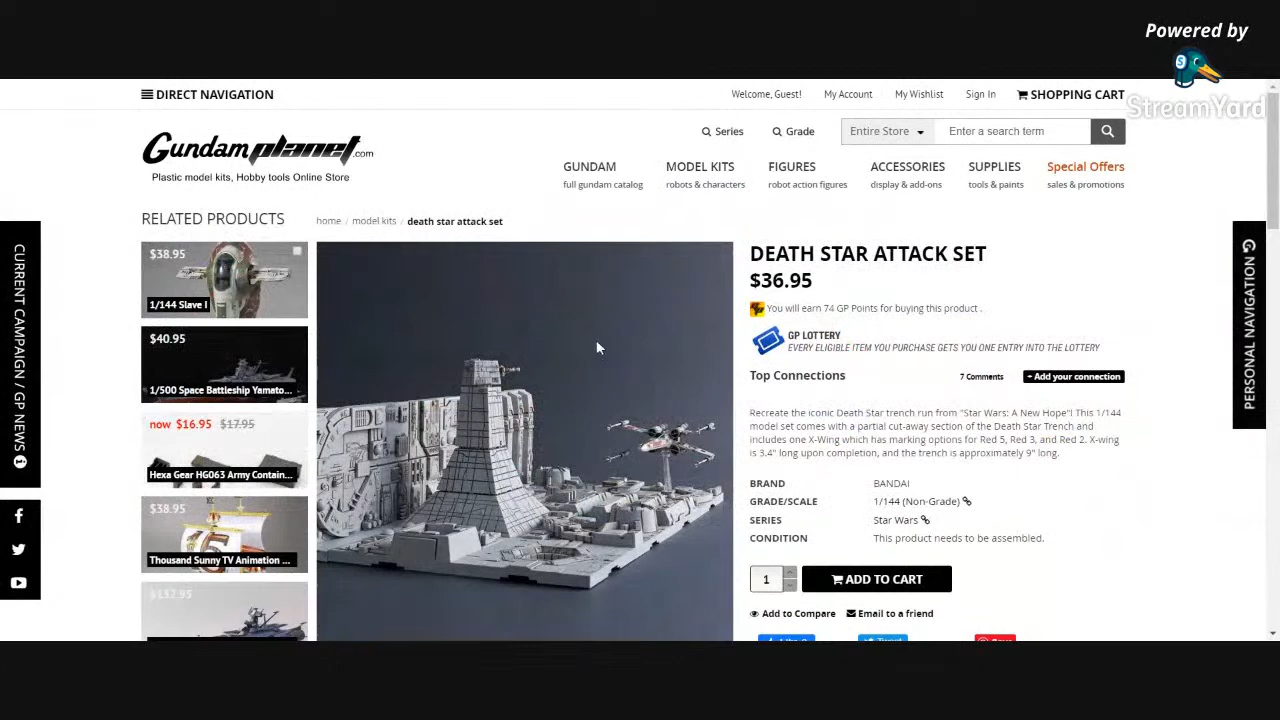 Powered by
StreamYard
DIRECT NAVIGATION
Welcome, Guest!
My Account
My Wishlist
Sign In
SHOPPING CART
Gundam planet.com
Plastic model kits, Hobby tools Online Store
Series
Grade
Entire Store
Enter a search term
GUNDAM
full gundam catalog
MODEL KITS
robots & characters
FIGURES
robot action figures
ACCESSORIES
display & add-ons
SUPPLIES
tools & paints
Special Offers
sales & promotions
CURRENT CAMPAIGN / GP NEWS
PERSONAL NAVIGATION
RELATED PRODUCTS
home / model kits / death star attack set
$38.95
1/144 Slave I
$40.95
1/500 Space Battleship Yamato...
now $16.95 $17.95
Hexa Gear HG063 Army Contain...
$38.95
Thousand Sunny TV Animation ...
$132.95
DEATH STAR ATTACK SET
$36.95
You will earn 74 GP Points for buying this product .
GP LOTTERY
EVERY ELIGIBLE ITEM YOU PURCHASE GETS YOU ONE ENTRY INTO THE LOTTERY
Top Connections
7 Comments
+ Add your connection
Recreate the iconic Death Star trench run from "Star Wars: A New Hope"! This 1/144
model set comes with a partial cut-away section of the Death Star Trench and
includes one X-Wing which has marking options for Red 5, Red 3, and Red 2. X-wing
is 3.4" long upon completion, and the trench is approximately 9" long.
BRAND BANDAI
GRADE/SCALE 1/144 (Non-Grade)
SERIES Star Wars
CONDITION This product needs to be assembled.
1
ADD TO CART
Add to Compare
Email to a friend